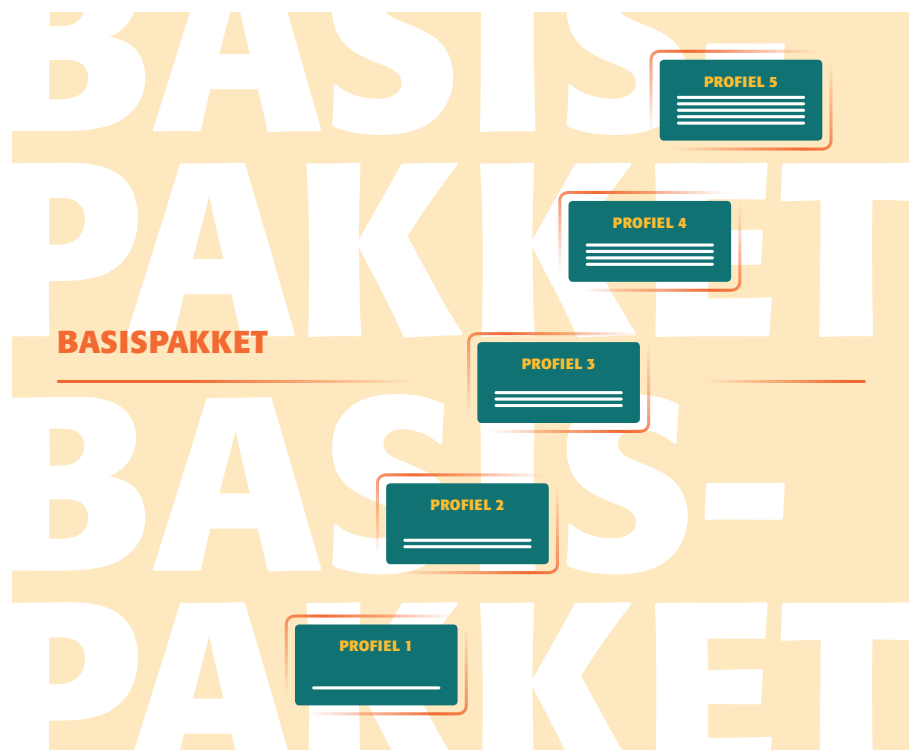 BASIS-
PROFIEL 5
PAKKET
PROFIEL 4
BASISPAKKET
PROFIEL 3
BASIS-
PROFIEL 2
PAKKET
PROFIEL 1